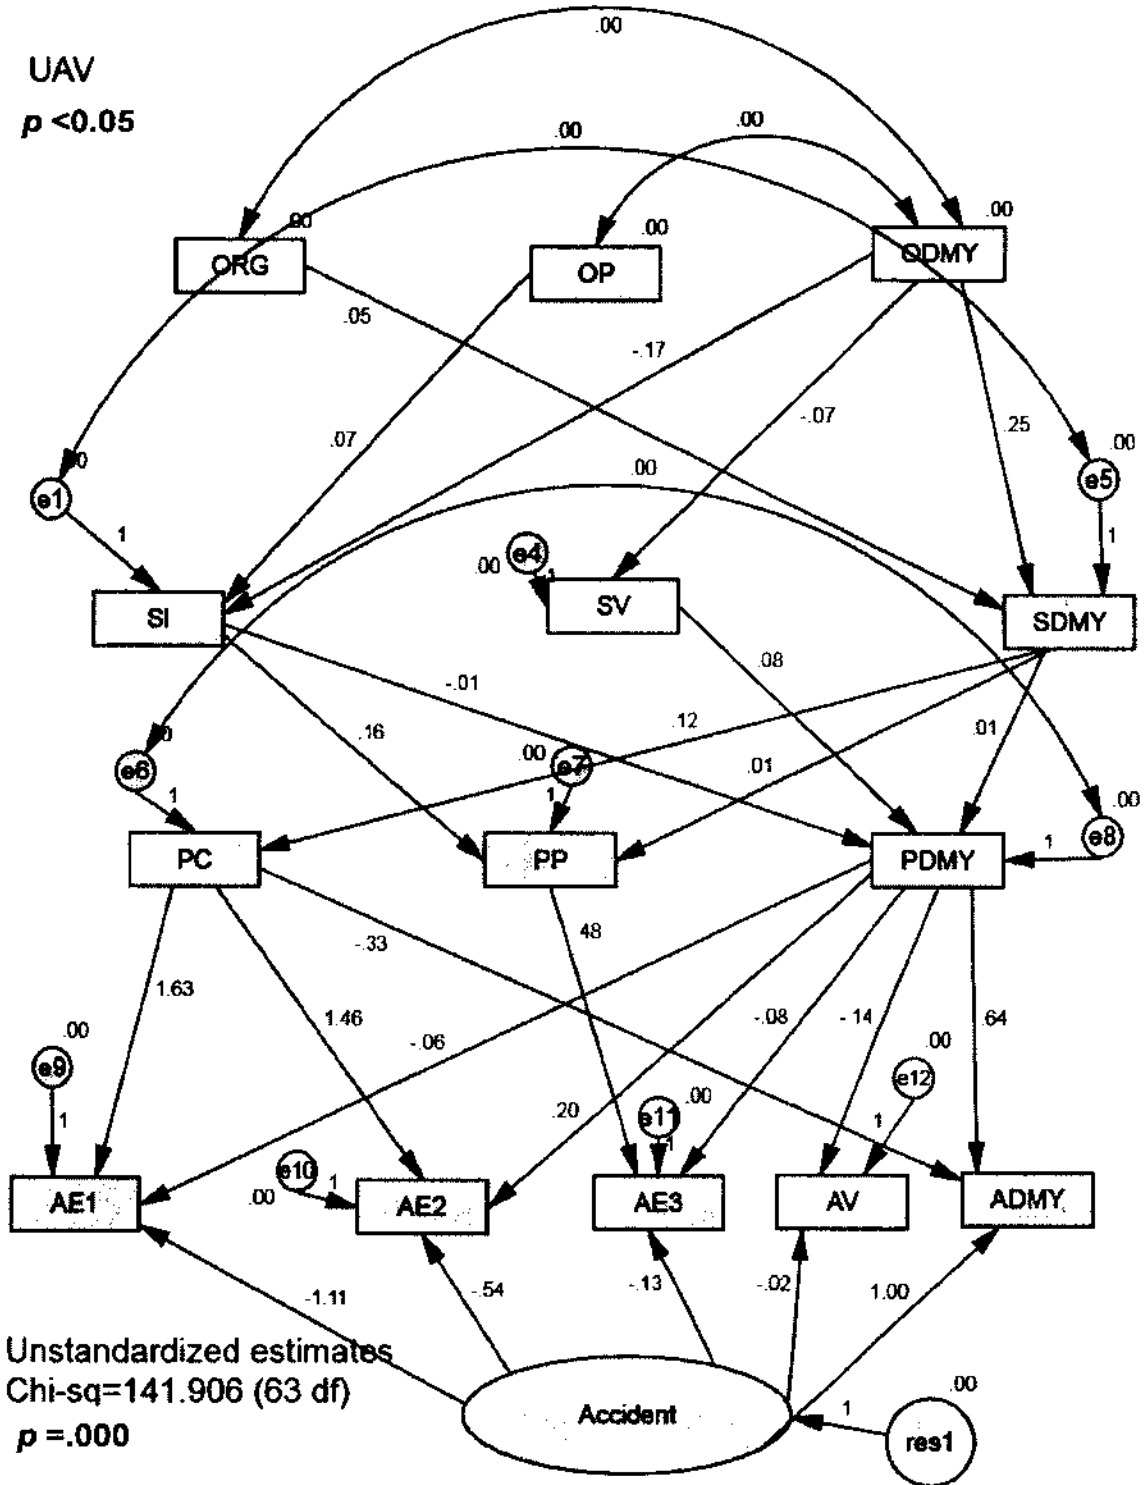 .00
UAV
p <0.05
.00
.00
.00
.00
.00
ORG
OP
ODMY
.05
-.17
-.07
.25
.07
.00
.00
e1
e5
1
.00
e4
1
1
SI
SV
SDMY
-.01
.08
.16
.12
.01
.01
.00
e6
e7
.00
1
1
e8
1
PC
PP
PDMY
-.33
48
1.63
1.46
-.06
-.08
-.14
.64
.00
.00
e9
e12
.20
.00
e11
1
1
1
e10
1
.00
AE1
AE2
AE3
AV
ADMY
-1.11
-.54
-.13
-.02
1.00
Unstandardized estimates
Chi-sq=141.906 (63 df)
p =.000
.00
Accident
1
res1